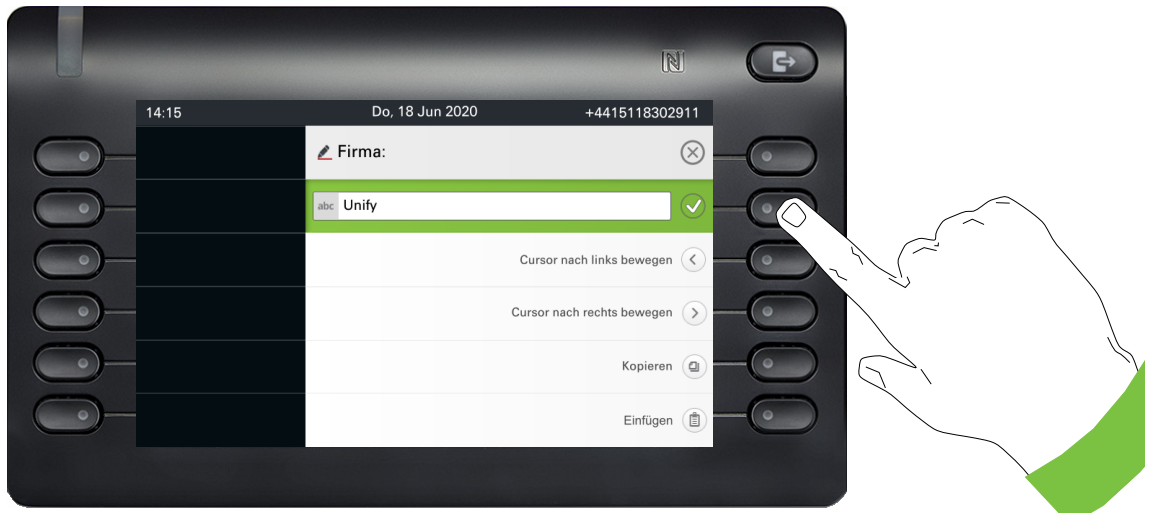 14:15 Do, 18 Jun 2020 +4415118302911
Firma:
abc Unify
Cursor nach links bewegen
Cursor nach rechts bewegen
Kopieren
Einfügen